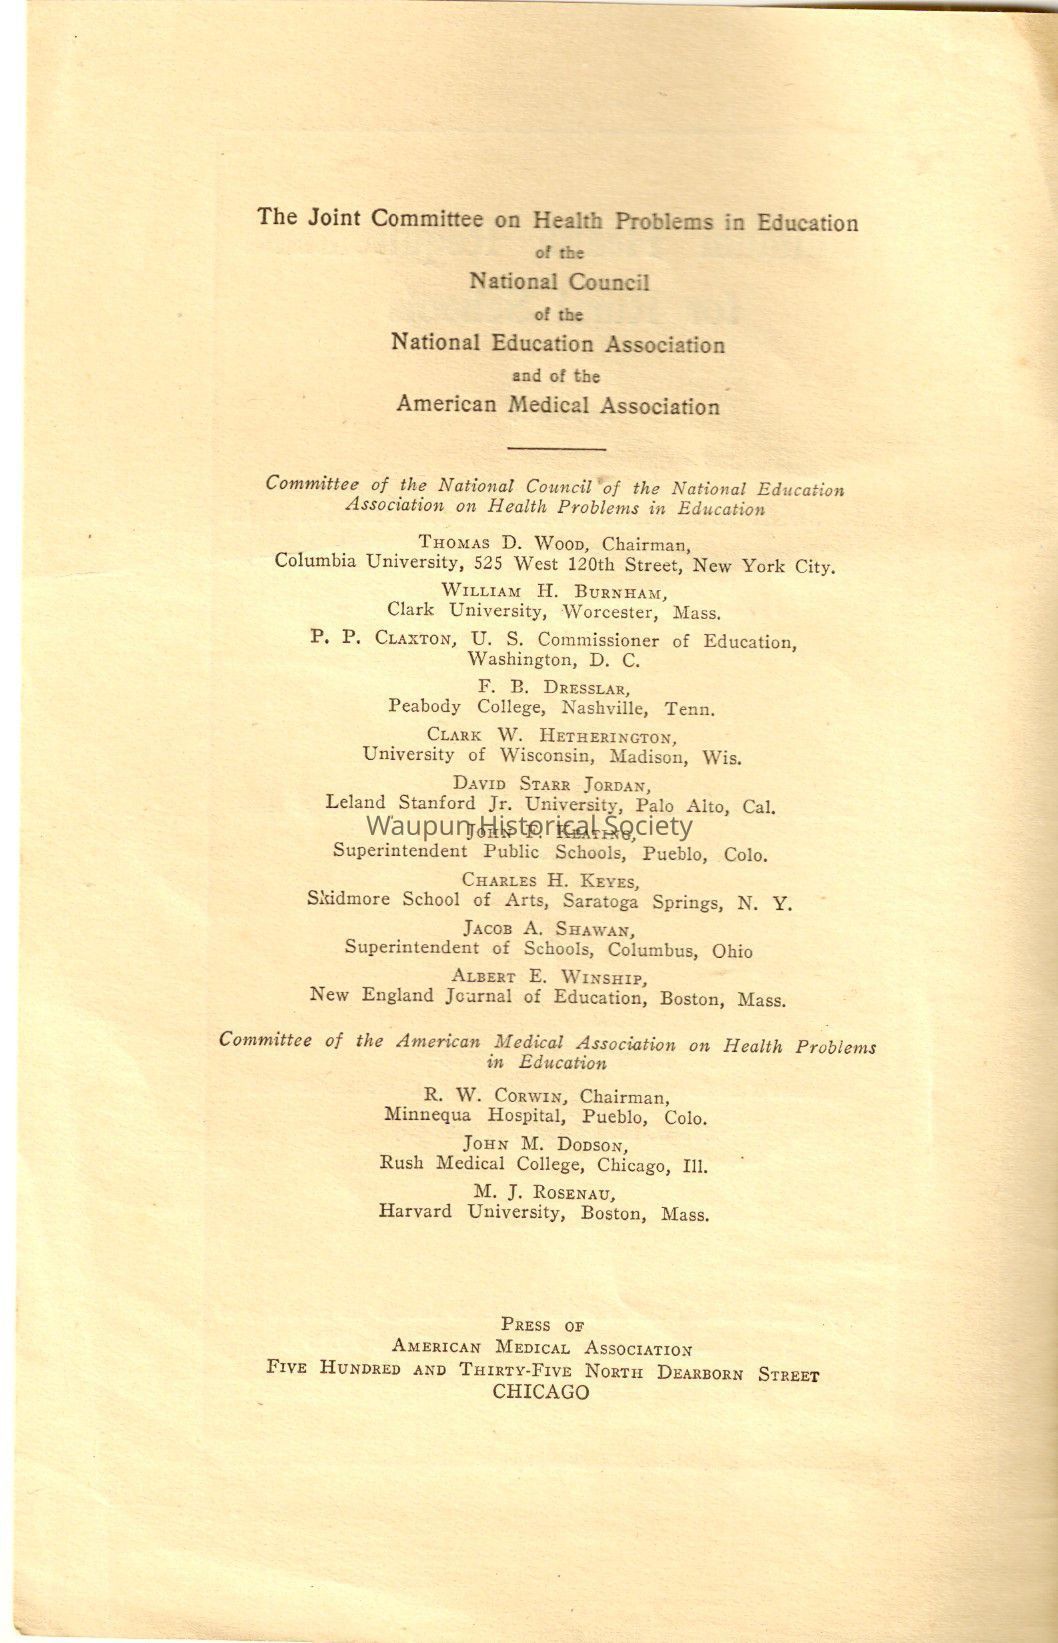 The Joint Committee on Health Problems in Education
of the
National Council
of the
National Education Association
and of the
American Medical Association
Committee of the National Council of the National Education
Association on Health Problems in Education
THOMAS D. WOOD, Chairman,
Columbia University, 525 West 120th Street, New York City.
WILLIAM H. BURNHAM,
Clark University, Worcester, Mass.
P. P. CLAXTON, U. S. Commissioner of Education,
Washington, D. C.
F. B. DRESSLAR,
Peabody College, Nashville, Tenn.
CLARK W. HETHERINGTON,
University of Wisconsin, Madison, Wis.
DAVID STARR JORDAN,
Leland Stanford Jr. University, Palo Alto, Cal.
Waupun Historical Society
JOHN F. KEATING,
Superintendent Public Schools, Pueblo, Colo.
CHARLES H. KEYES,
Skidmore School of Arts, Saratoga Springs, N. Y.
JACOB A. SHAWAN,
Superintendent of Schools, Columbus, Ohio
ALBERT E. WINSHIP,
New England Journal of Education, Boston, Mass.
Committee of the American Medical Association on Health Problems
in Education
R. W. CORWIN, Chairman,
Minnequa Hospital, Pueblo, Colo.
JOHN M. DODSON,
Rush Medical College, Chicago, Ill.
M. J. ROSENAU,
Harvard University, Boston, Mass.
PRESS OF
AMERICAN MEDICAL ASSOCIATION
FIVE HUNDRED AND THIRTY-FIVE NORTH DEARBORN STREET
CHICAGO